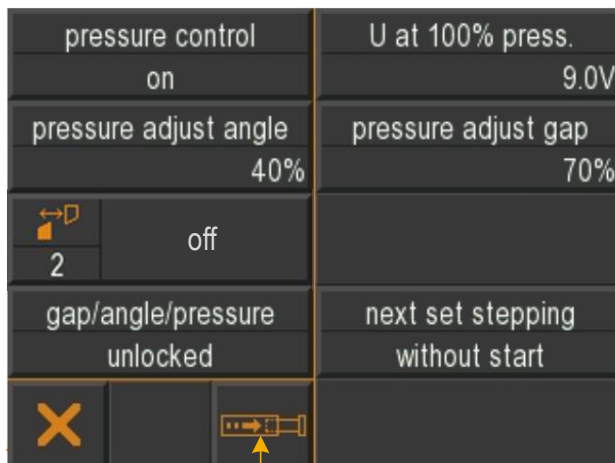 pressure control
on
U at 100% press.
9.0V
pressure adjust angle
40%
pressure adjust gap
70%
2
off
gap/angle/pressure
unlocked
next set stepping
without start